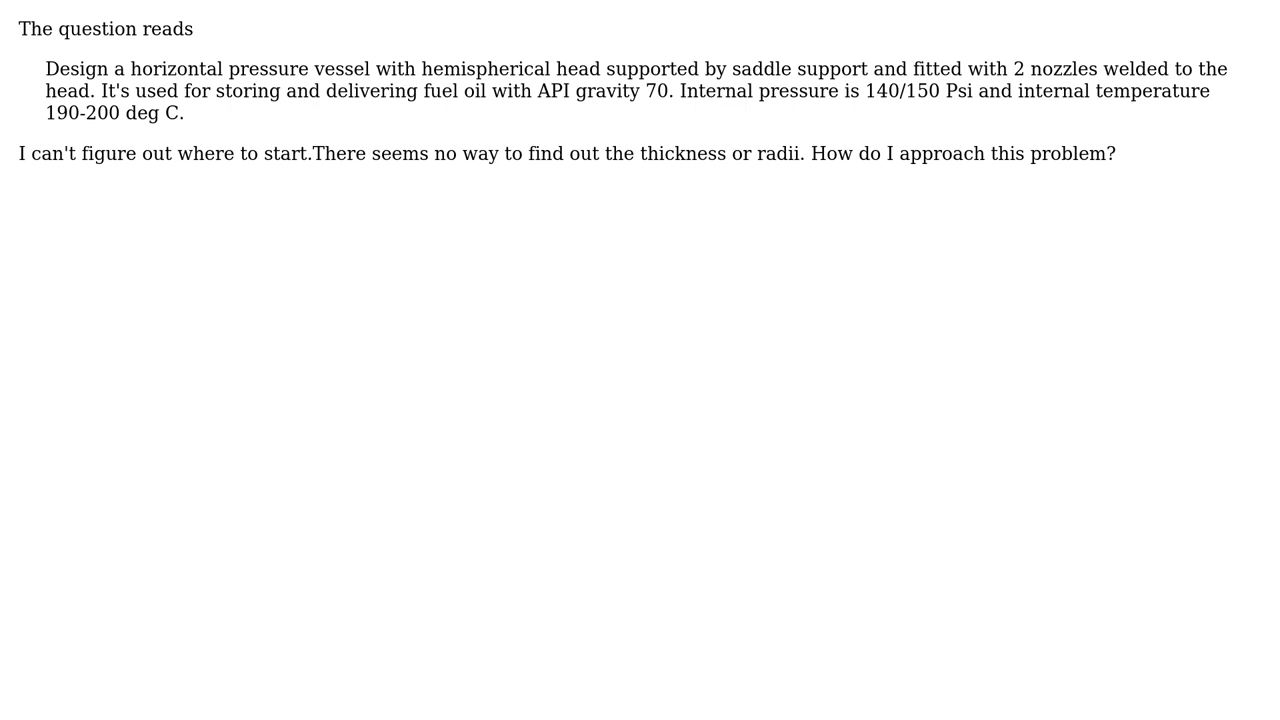 The question reads
Design a horizontal pressure vessel with hemispherical head supported by saddle support and fitted with 2 nozzles welded to the
head. It's used for storing and delivering fuel oil with API gravity 70. Internal pressure is 140/150 Psi and internal temperature
190-200 deg C.
I can't figure out where to start.There seems no way to find out the thickness or radii. How do I approach this problem?